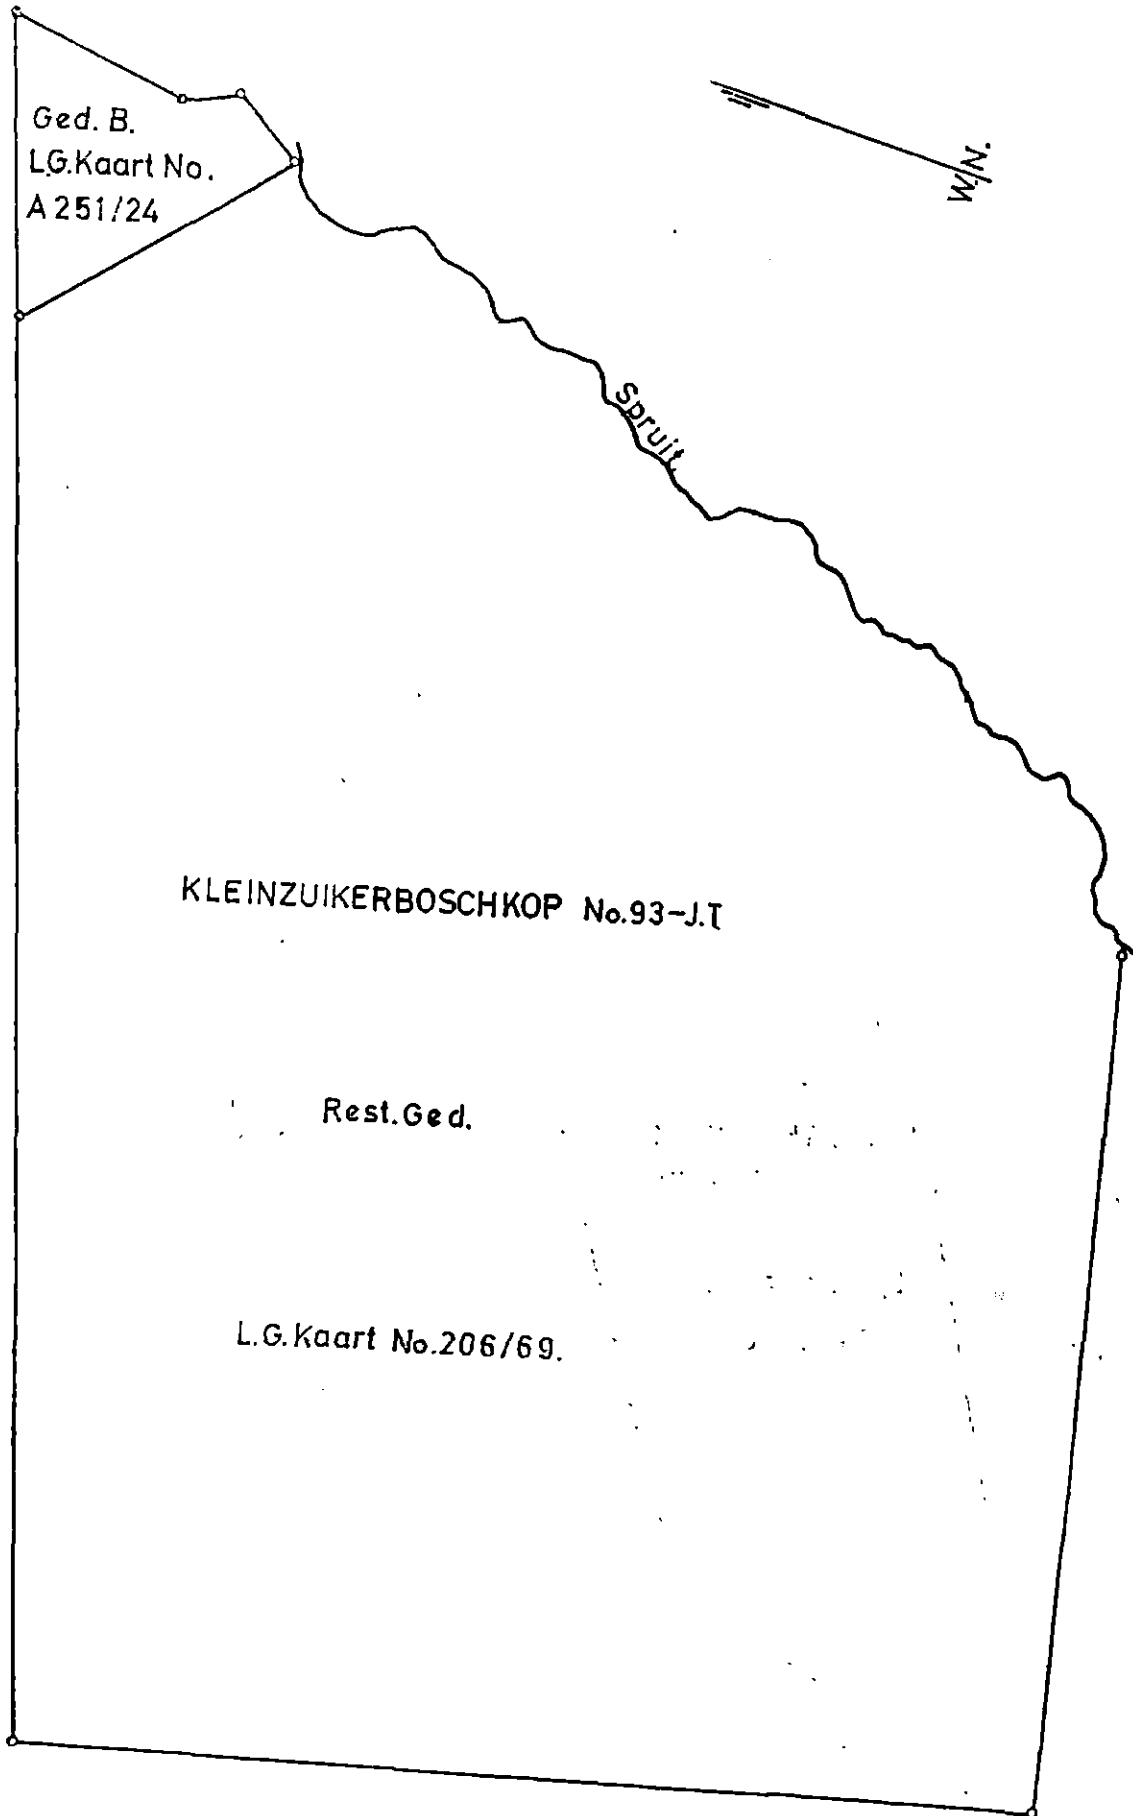 Ged. B.
L.G.Kaart No.
A 251/24
W/N.
Spruit.
KLEINZUIKERBOSCHKOP No.93-J.T
Rest.Ged.
L.G.Kaart No.206/69.